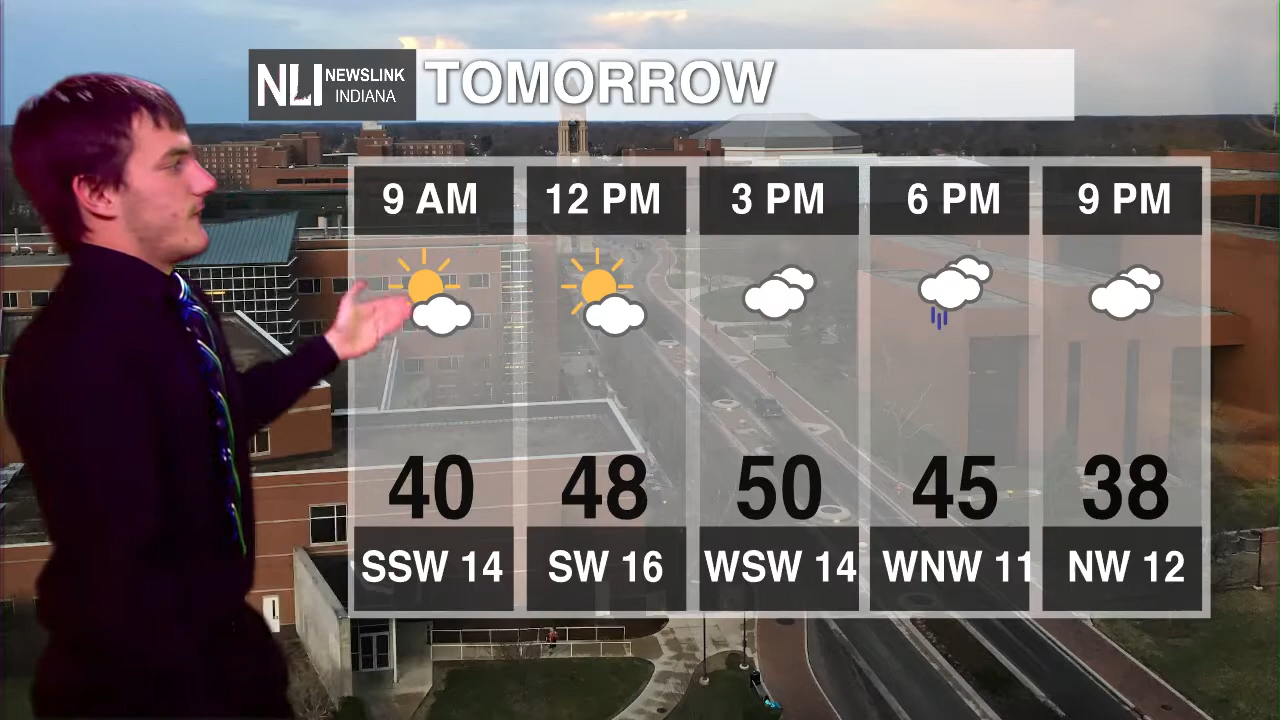 NLI NEWSLINK INDIANA
TOMORROW
9 AM 12 PM 3 PM 6 PM 9 PM
40 48 50 45 38
SSW 14 SW 16 WSW 14 WNW 11 NW 12